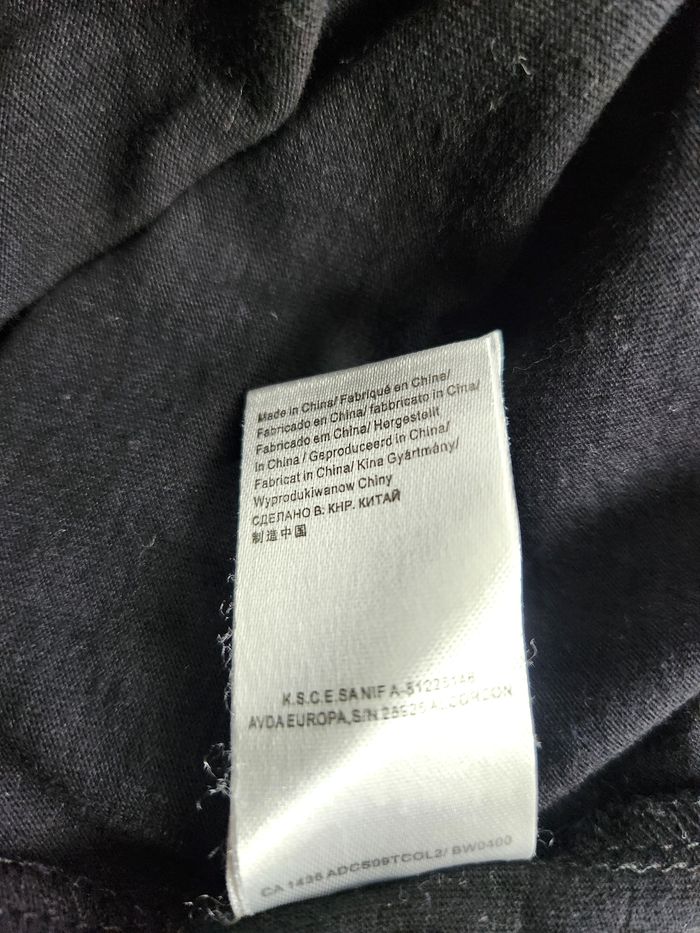 Made in China/ Fabriqué en Chine/
Fabricado en China/ fabbricato in Cina/
Fabricado em China/ Hergestellt
In China / Geproduceerd in China/
Fabricat in China/ Kina Gyártmány/
Wyprodukiwanow Chiny
СДЕЛАНО В: КНР. КИТАЙ
制造中国
K.S.C.E.SA NIF
AVDA EUROPA, S/N
CA 1436 ADCS09TCOL2/ BW0400